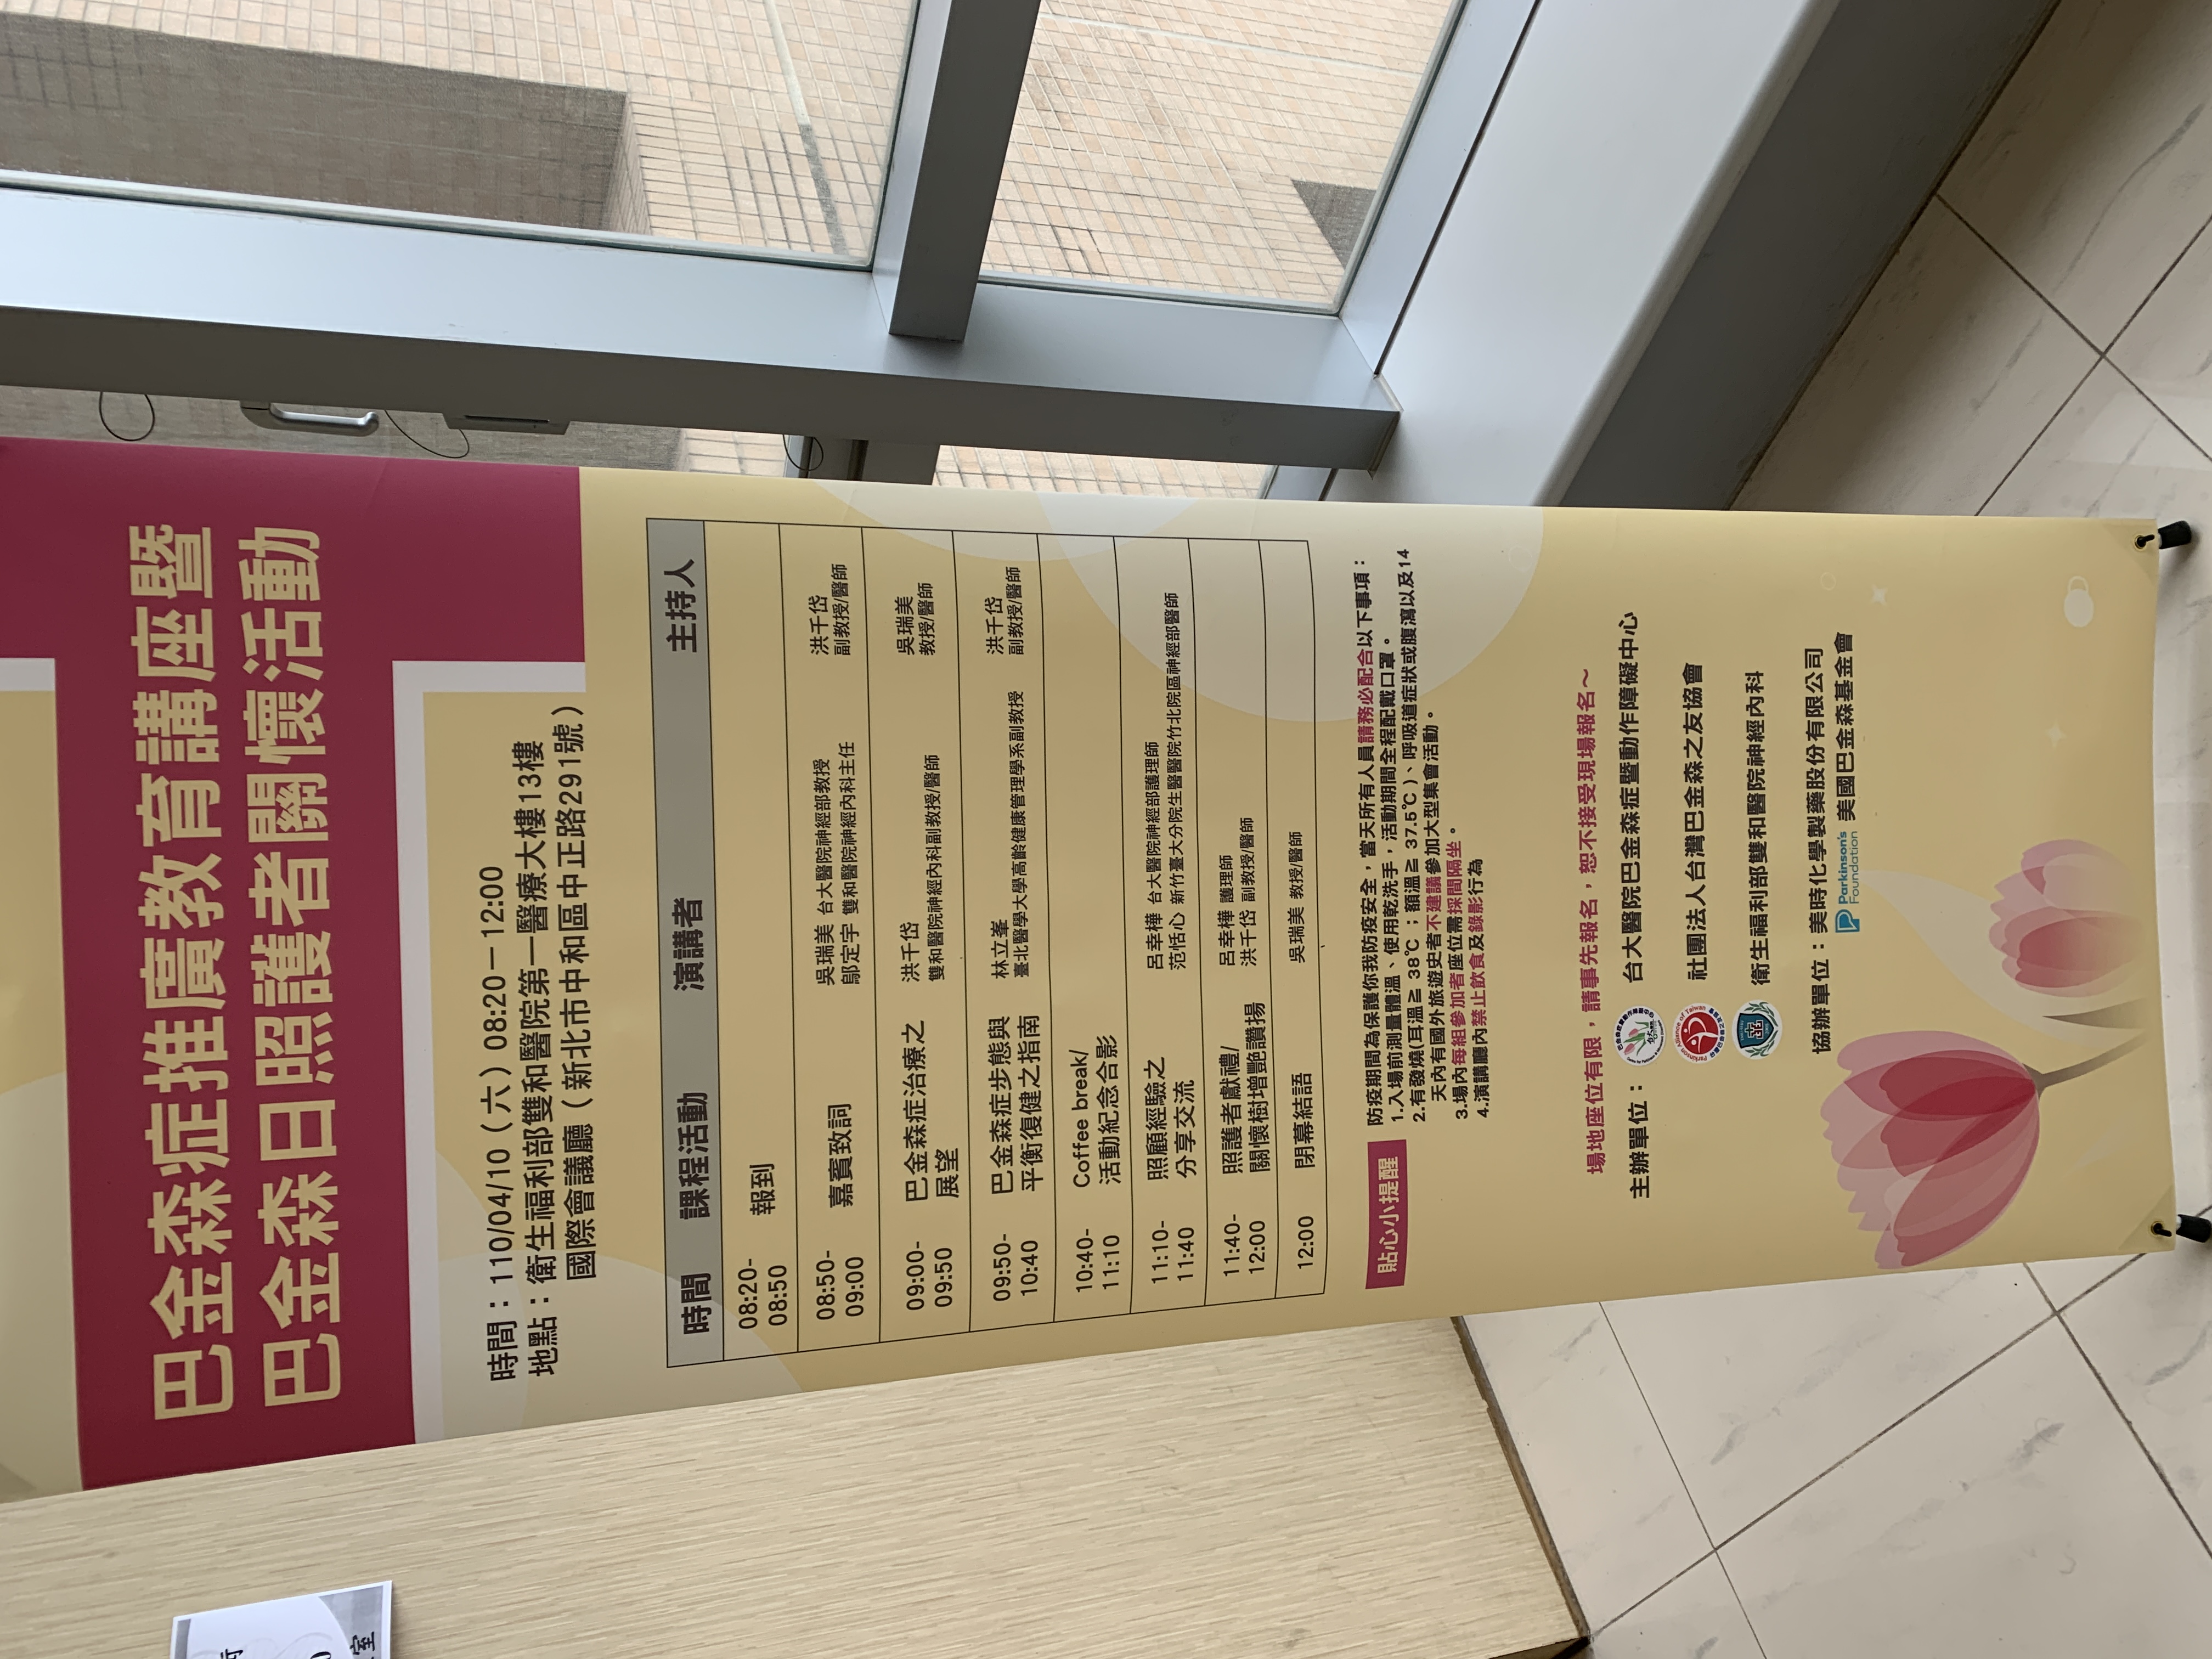 巴金森症推廣教育講座暨
巴金森日照護者關懷活動
時間：110/04/10（六）08:20－12:00
地點：衛生福利部雙和醫院第一醫療大樓13樓
國際會議廳（新北市中和區中正路291號）
時間 課程活動 演講者 主持人
08:20-
08:50
報到
08:50-
09:00
嘉賓致詞
吳瑞美 台大醫院神經部教授
鄔定宇 雙和醫院神經內科主任
洪千岱
副教授/醫師
09:00-
09:50
巴金森症治療之
展望
洪千岱
雙和醫院神經內科副教授/醫師
吳瑞美
教授/醫師
09:50-
10:40
巴金森症步態與
平衡復健之指南
林立峯
臺北醫學大學高齡健康管理學系副教授
洪千岱
副教授/醫師
10:40-
11:10
Coffee break/
活動紀念合影
11:10-
11:40
照顧經驗之
分享交流
呂幸樺 台大醫院神經部護理師
范恬心 新竹臺大分院生醫醫院竹北院區神經部醫師
11:40-
12:00
照護者獻禮/
關懷樹增艷讚揚
呂幸樺 護理師
洪千岱 副教授/醫師
12:00
閉幕結語
吳瑞美 教授/醫師
貼心小提醒
防疫期間為保護你我防疫安全，當天所有人員請務必配合以下事項：
1.入場前測量體溫、使用乾洗手，活動期間全程配戴口罩。
2.有發燒(耳溫≧ 38℃；額溫≧ 37.5℃)、呼吸道症狀或腹瀉以及14
天內有國外旅遊史者不建議參加大型集會活動。
3.場內每組參加者座位需採間隔坐。
4.演講廳內禁止飲食及錄影行為
場地座位有限，請事先報名，恕不接受現場報名～
主辦單位： 台大醫院巴金森症暨動作障礙中心
社團法人台灣巴金森之友協會
衛生福利部雙和醫院神經內科
協辦單位：美時化學製藥股份有限公司
Parkinson's
Foundation 美國巴金森基金會
室